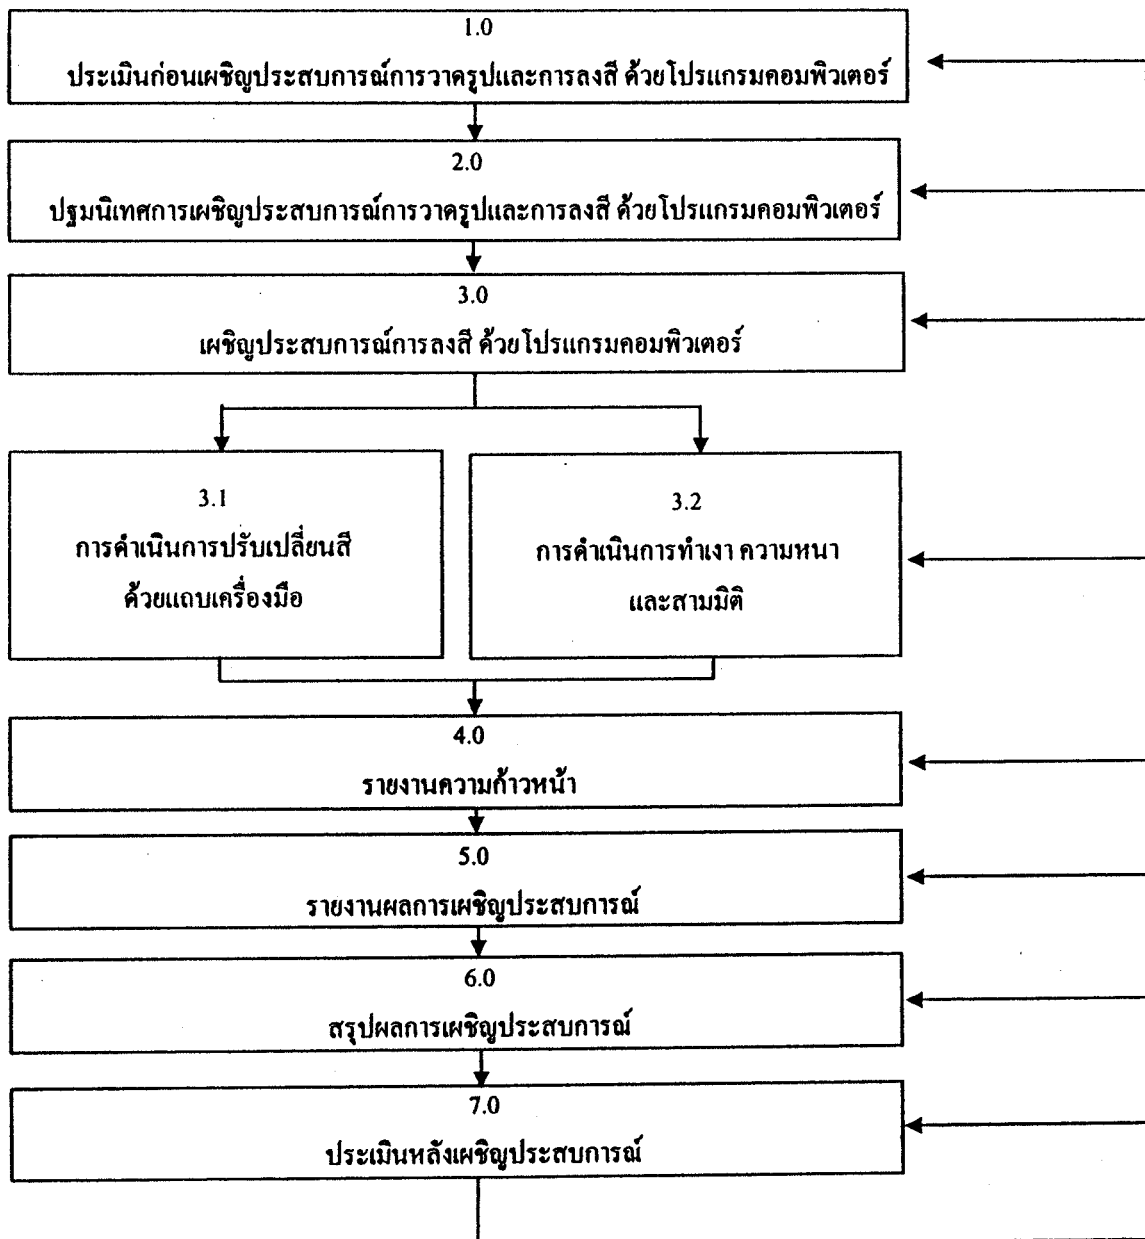 1.0
ประเมินก่อนเผชิญประสบการณ์การวาดรูปและการลงสี ด้วยโปรแกรมคอมพิวเตอร์
2.0
ปฐมนิเทศการเผชิญประสบการณ์การวาดรูปและการลงสี ด้วยโปรแกรมคอมพิวเตอร์
3.0
เผชิญประสบการณ์การลงสี ด้วยโปรแกรมคอมพิวเตอร์
3.1
การดำเนินการปรับเปลี่ยนสี
ด้วยแถบเครื่องมือ
3.2
การดำเนินการทำเงา ความหนา
และสามมิติ
4.0
รายงานความก้าวหน้า
5.0
รายงานผลการเผชิญประสบการณ์
6.0
สรุปผลการเผชิญประสบการณ์
7.0
ประเมินหลังเผชิญประสบการณ์